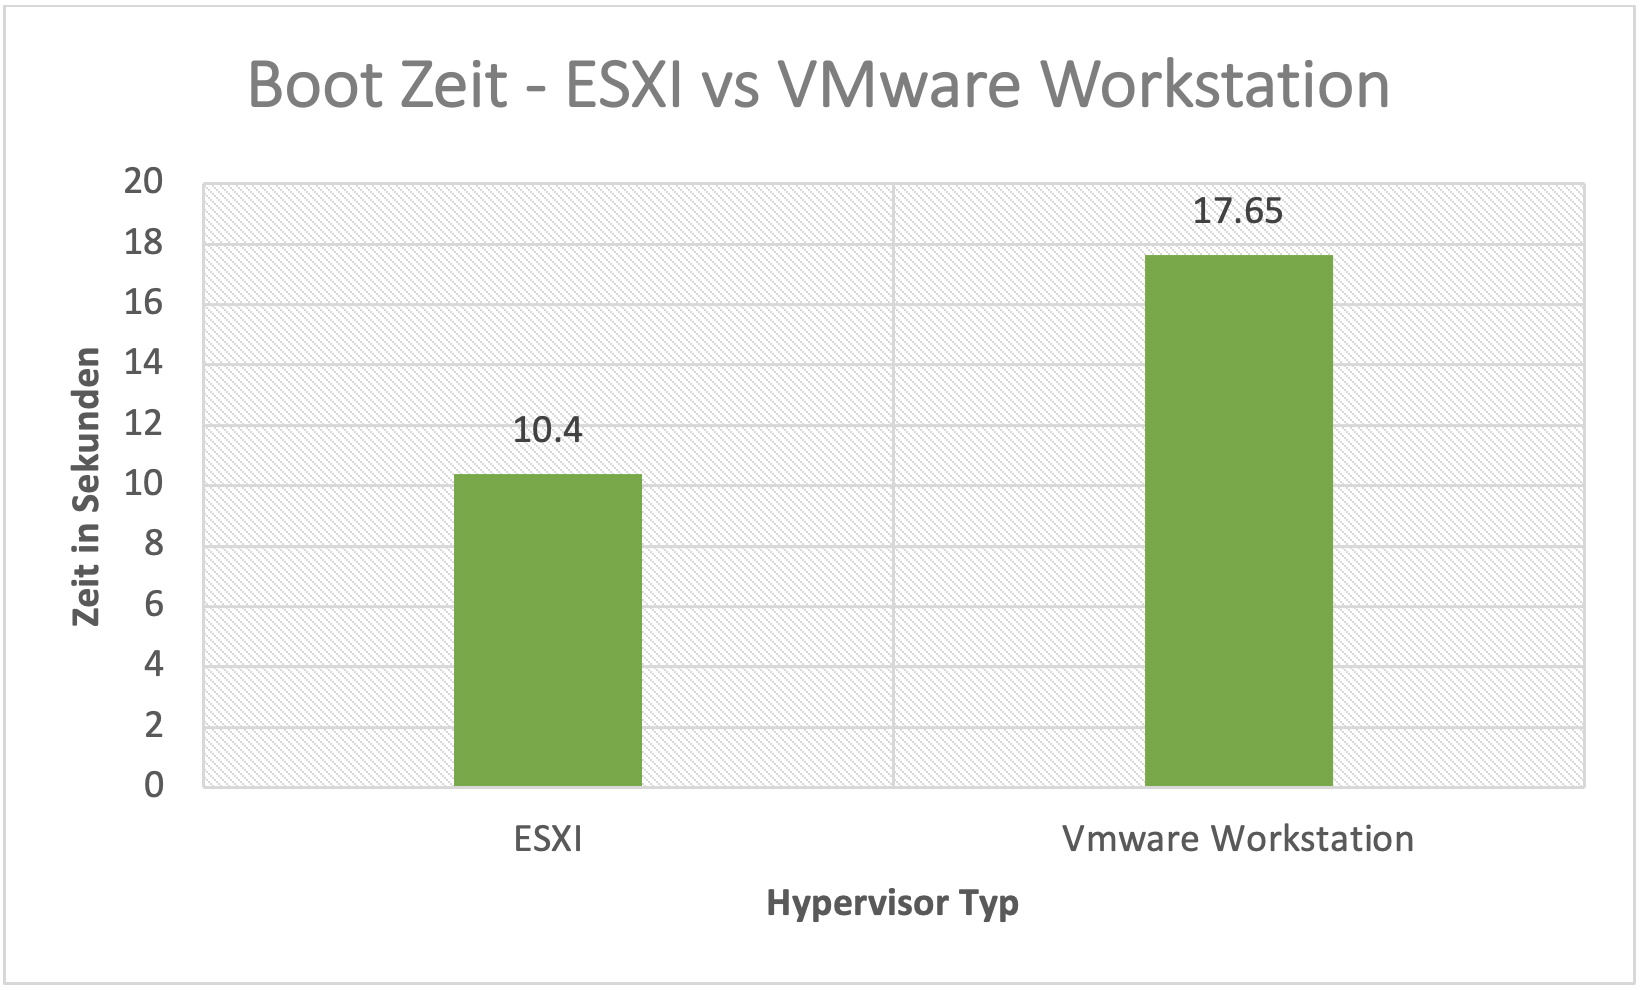 Boot Zeit - ESXI vs VMware Workstation
20
18
16
14
12
10
8
6
4
2
0
Zeit in Sekunden
10.4
17.65
ESXI
Vmware Workstation
Hypervisor Typ